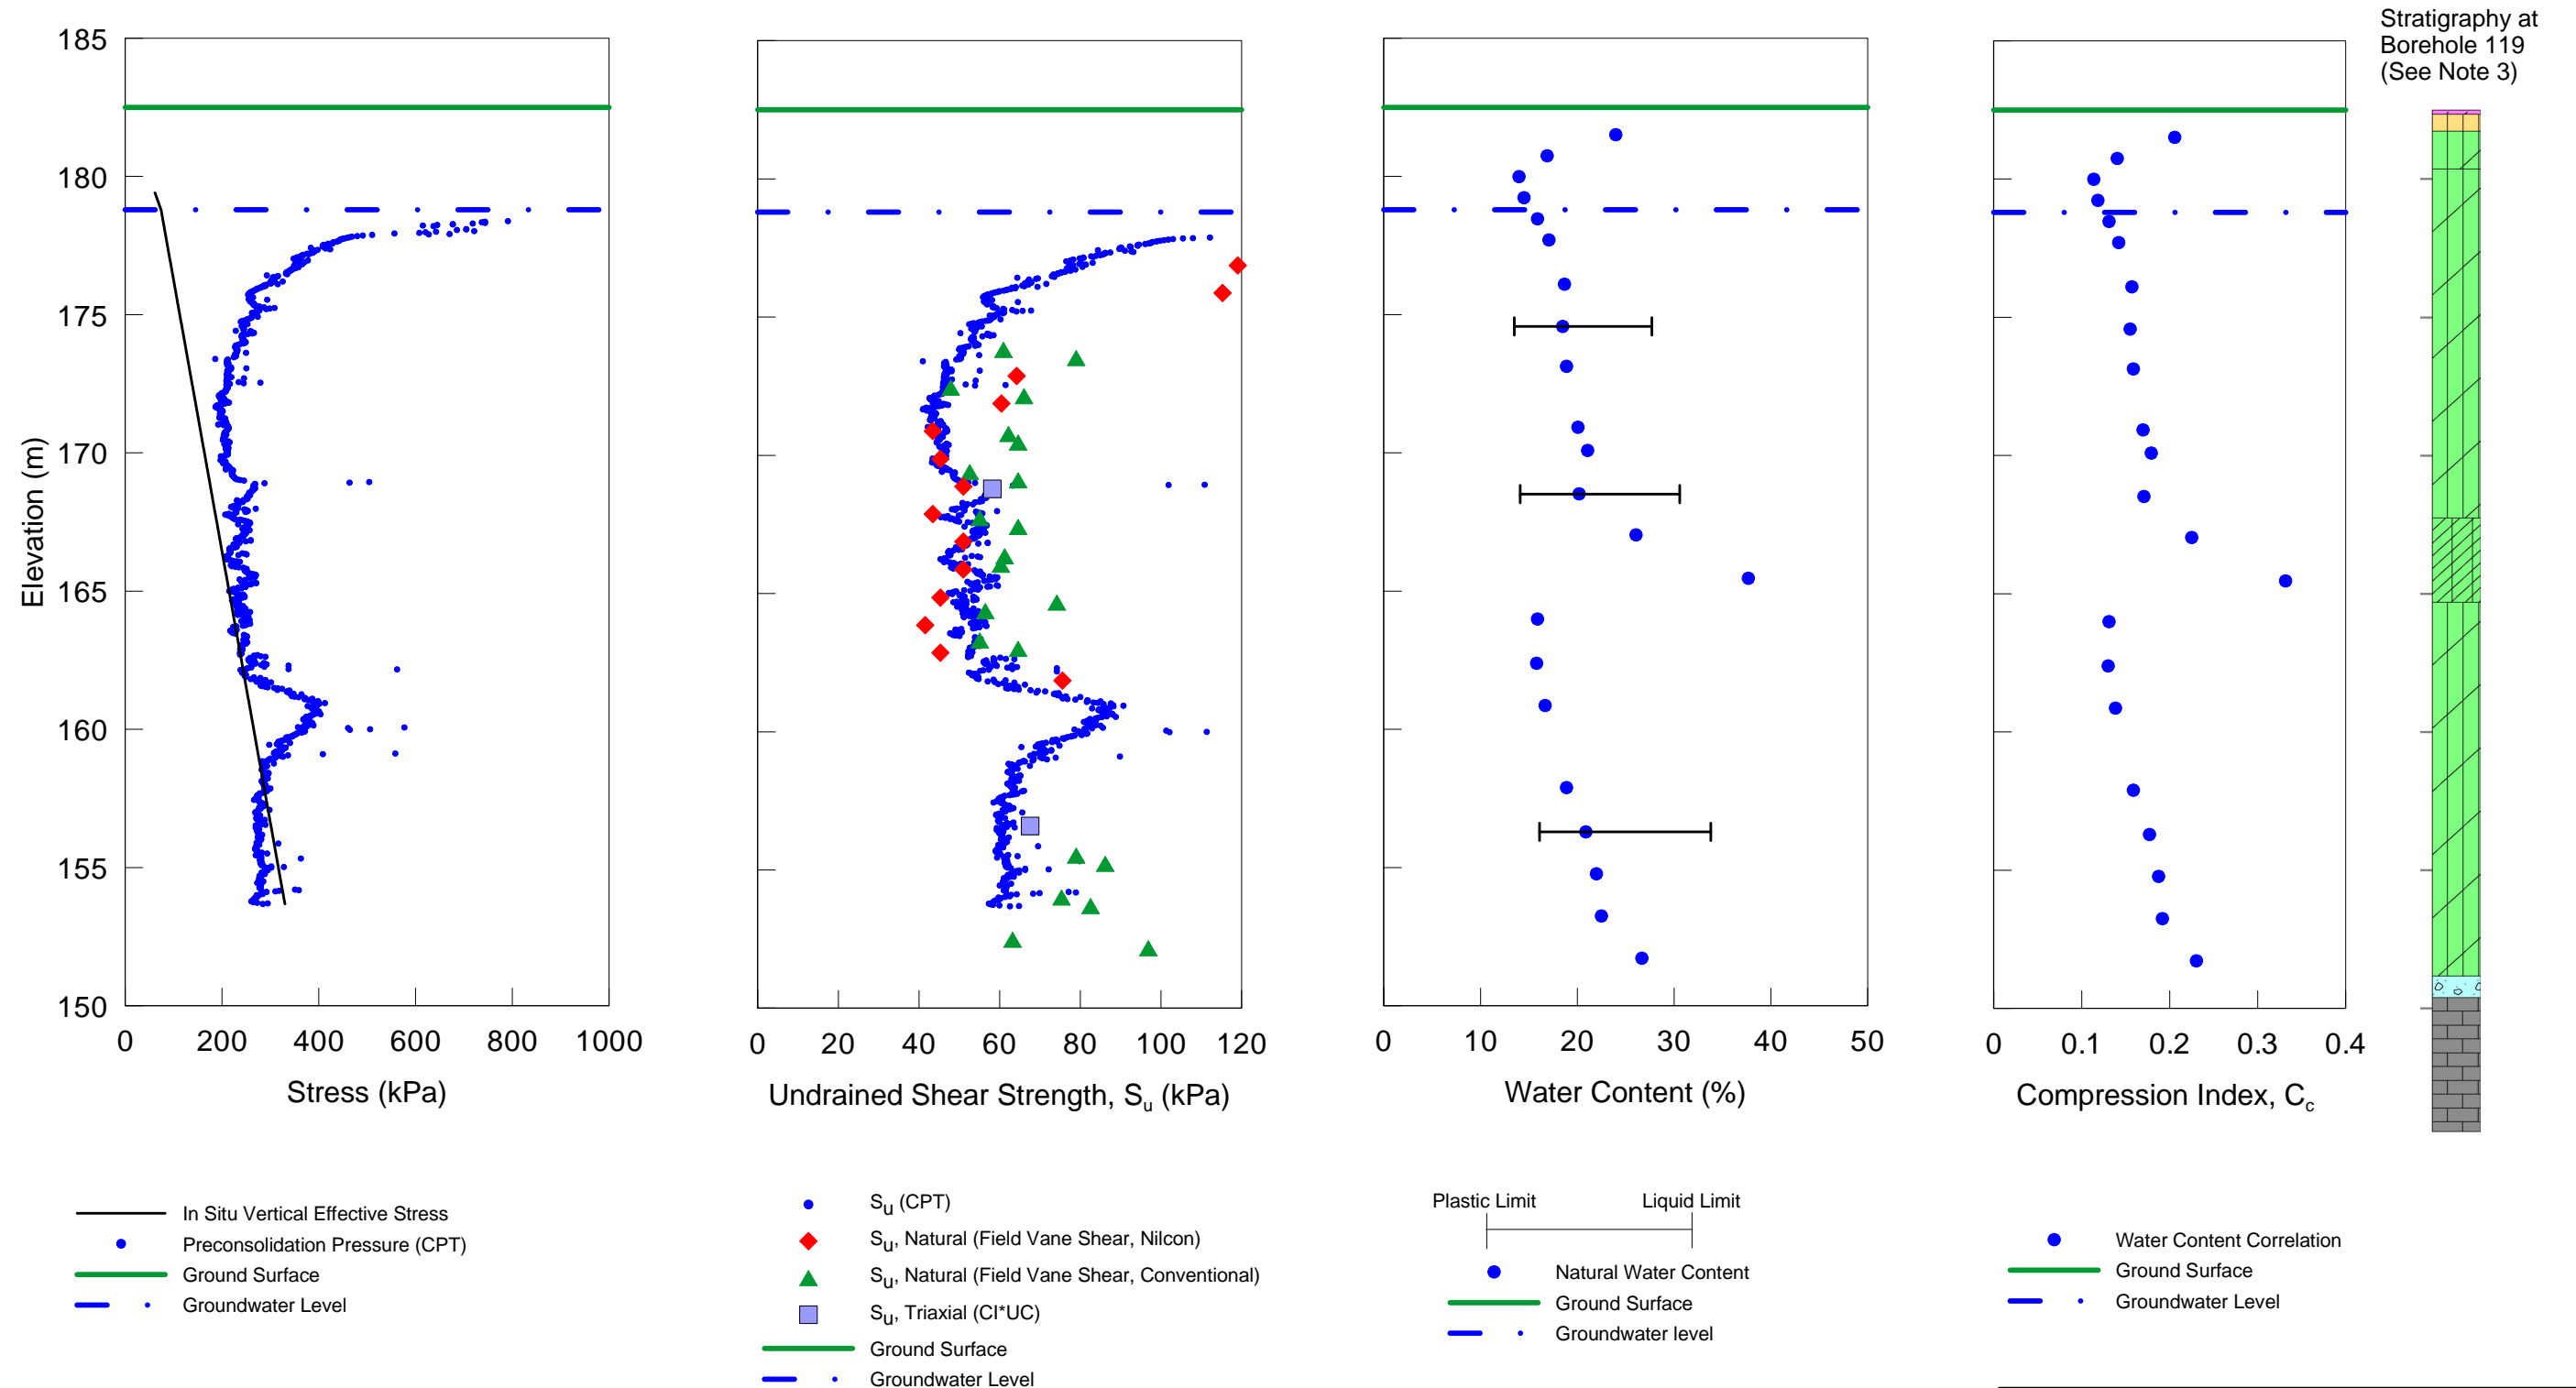 Stratigraphy at
Borehole 119
(See Note 3)
Elevation (m)
185
180
175
170
165
160
155
150
0 200 400 600 800 1000
Stress (kPa)
0 20 40 60 80 100 120
Undrained Shear Strength, Su (kPa)
0 10 20 30 40 50
Water Content (%)
0 0.1 0.2 0.3 0.4
Compression Index, Cc
In Situ Vertical Effective Stress
Preconsolidation Pressure (CPT)
Ground Surface
Groundwater Level
Su (CPT)
Su, Natural (Field Vane Shear, Nilcon)
Su, Natural (Field Vane Shear, Conventional)
Su, Triaxial (CI*UC)
Ground Surface
Groundwater Level
Plastic Limit Liquid Limit
Natural Water Content
Ground Surface
Groundwater level
Water Content Correlation
Ground Surface
Groundwater Level